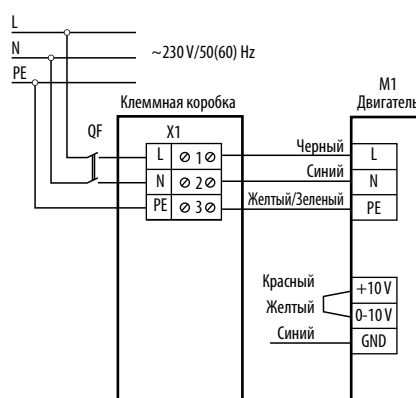 L
N
~230 V/50(60) Hz
PE
M1
Клеммная коробка
Двигатель
QF
X1
Черный
L
1
L
Синий
N
2
N
Желтый/Зеленый
PE
3
PE
Красный
+10 V
Желтый
0-10 V
Синий
GND